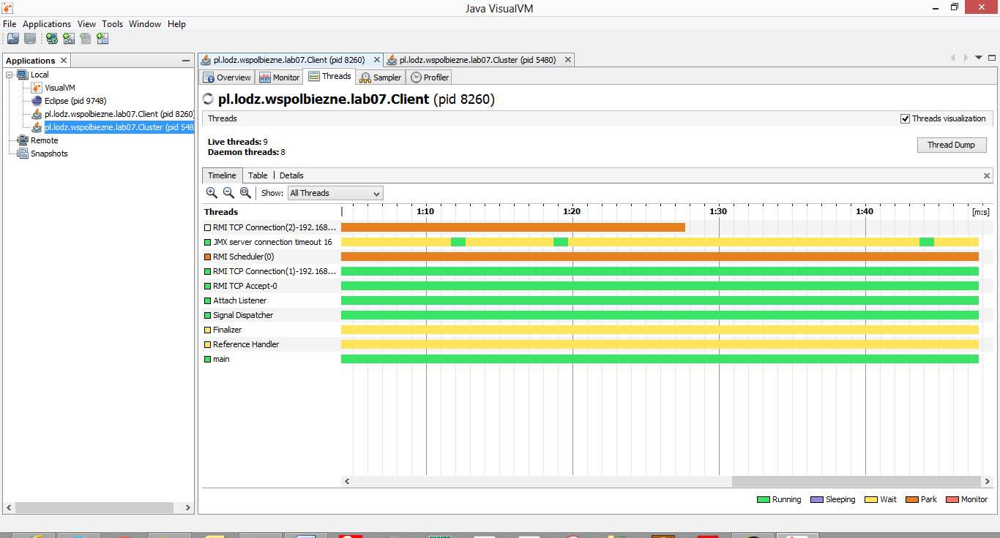 Java VisualVM
File Applications View Tools Window Help
Applications
Local
VisualVM
Eclipse (pid 9748)
pl.lodz.wspolbiezne.lab07.Client (pid 8260)
pl.lodz.wspolbiezne.lab07.Cluster (pid 548
Remote
Snapshots
pl.lodz.wspolbiezne.lab07.Client (pid 8260) pl.lodz.wspolbiezne.lab07.Cluster (pid 5480)
Overview Monitor Threads Sampler Profiler
pl.lodz.wspolbiezne.lab07.Client (pid 8260)
Threads Threads visualization
Live threads: 9
Daemon threads: 8
Thread Dump
Timeline Table Details
Show: All Threads
Threads 1:10 1:20 1:30 1:40 [m:s]
RMI TCP Connection(2)-192.168...
JMX server connection timeout 16
RMI Scheduler(0)
RMI TCP Connection(1)-192.168...
RMI TCP Accept-0
Attach Listener
Signal Dispatcher
Finalizer
Reference Handler
main
Running Sleeping Wait Park Monitor